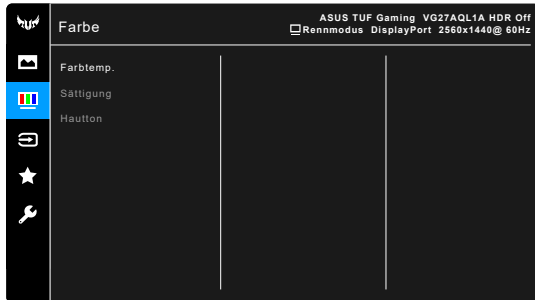 Farbe
ASUS TUF Gaming VG27AQL1A HDR Off
Rennmodus DisplayPort 2560x1440@ 60Hz
Farbtemp.
Sättigung
Hautton